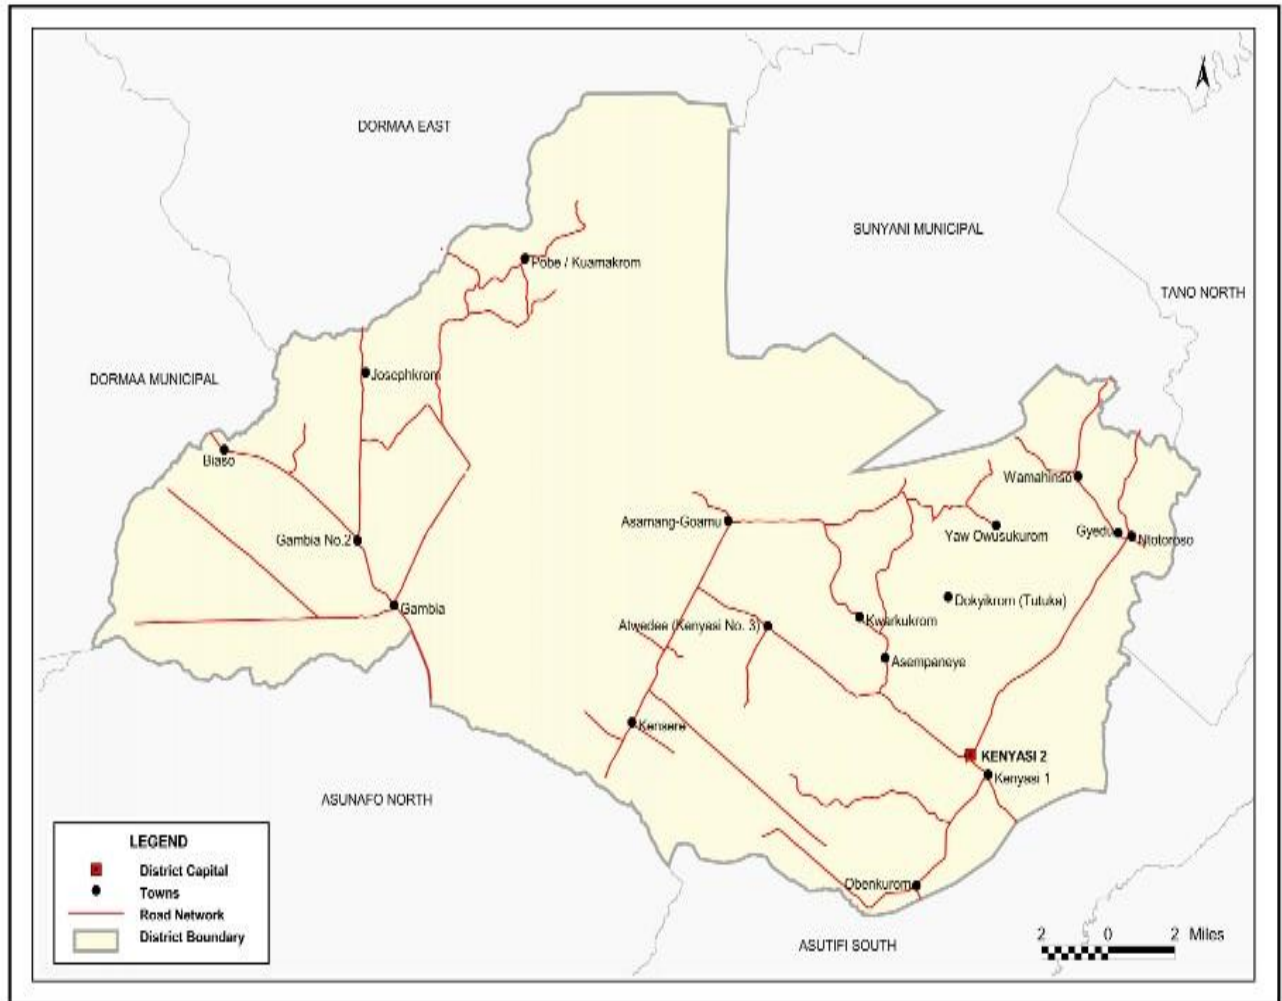 DORMAA EAST
SUNYANI MUNICIPAL
Pobe / Kuamakrom
TANO NORTH
Josephkrom
DORMAA MUNICIPAL
Biaso
Wamahinso
Asamang-Goamu
Yaw Owusukurom
Gyedu
Ntotoroso
Gambia No.2
Dokyikrom (Tutuka)
Gambia
Kwarkukrom
Atwedee (Kenyasi No. 3)
Asempaneye
Kensere
KENYASI 2
Kenyasi 1
ASUNAFO NORTH
Obenkurom
ASUTIFI SOUTH
LEGEND
District Capital
Towns
Road Network
District Boundary
2 0 2 Miles